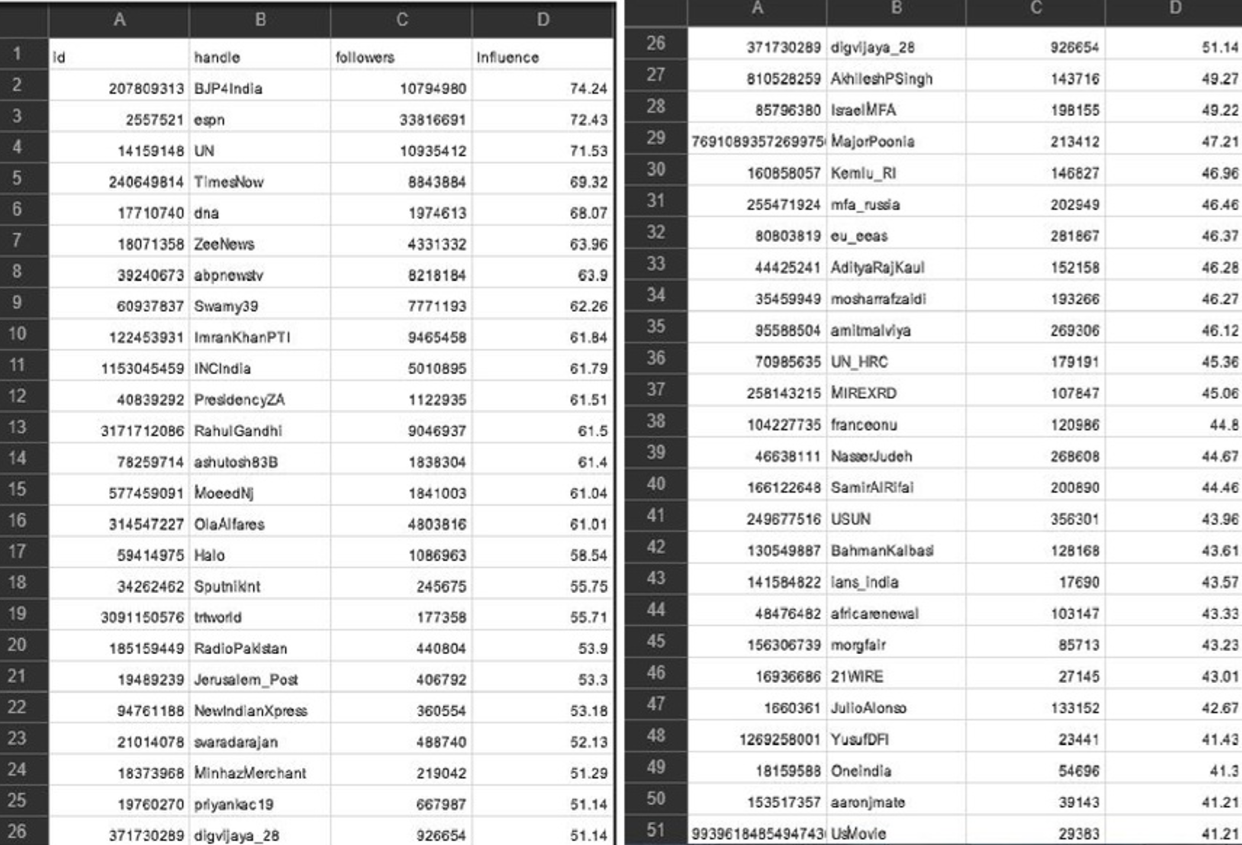 A B C D
1 id handle followers Influence
2 207809313 BJP4India 10794980 74.24
3 2557521 espn 33816691 72.43
4 14159148 UN 10935412 71.53
5 240649814 TimesNow 8843884 69.32
6 17710740 dna 1974613 68.07
7 18071358 ZeeNews 4331332 63.96
8 39240673 abpnewstv 8218184 63.9
9 60937837 Swamy39 7771193 62.26
10 122453931 ImranKhanPTI 9465458 61.84
11 1153045459 INCIndia 5010895 61.79
12 40839292 PresidencyZA 1122935 61.51
13 3171712086 RahulGandhi 9046937 61.5
14 78259714 ashutosh83B 1838304 61.4
15 577459091 MoeedNj 1841003 61.04
16 314547227 OlaAlfares 4803816 61.01
17 59414975 Halo 1086963 58.54
18 34262462 SputnikInt 245675 55.75
19 3091150576 trtworld 177358 55.71
20 185159449 RadioPakistan 440804 53.9
21 19489239 Jerusalem_Post 406792 53.3
22 94761188 NewIndianXpress 360554 53.18
23 21014078 svaradarajan 488740 52.13
24 18373968 MinhazMerchant 219042 51.29
25 19760270 priyankac19 667987 51.14
26 371730289 digvijaya_28 926654 51.14
A B C D
26 371730289 digvijaya_28 926654 51.14
27 810528259 AkhileshPSingh 143716 49.27
28 85796380 IsraelMFA 198155 49.22
29 7691089357269975 MajorPoonia 213412 47.21
30 160858057 Kemlu_RI 146827 46.96
31 255471924 mfa_russia 202949 46.46
32 80803819 eu_eeas 281867 46.37
33 44425241 AdityaRajKaul 152158 46.28
34 35459949 mosharrafzaidi 193266 46.27
35 95588504 amitmalviya 269306 46.12
36 70985635 UN_HRC 179191 45.36
37 258143215 MIREXRD 107847 45.06
38 104227735 franceonu 120986 44.8
39 46638111 NasserJudeh 268608 44.67
40 166122648 SamirAlRifai 200890 44.46
41 249677516 USUN 356301 43.96
42 130549887 BahmanKalbasi 128168 43.61
43 141584822 ians_india 17690 43.57
44 48476482 africarenewal 103147 43.33
45 156306739 morgfair 85713 43.23
46 16936686 21WIRE 27145 43.01
47 1660361 JulioAlonso 133152 42.67
48 1269258001 YusufDFI 23441 41.43
49 18159588 Oneindia 54696 41.3
50 153517357 aaronjmate 39143 41.21
51 993961848549474 UsMovie 29383 41.21